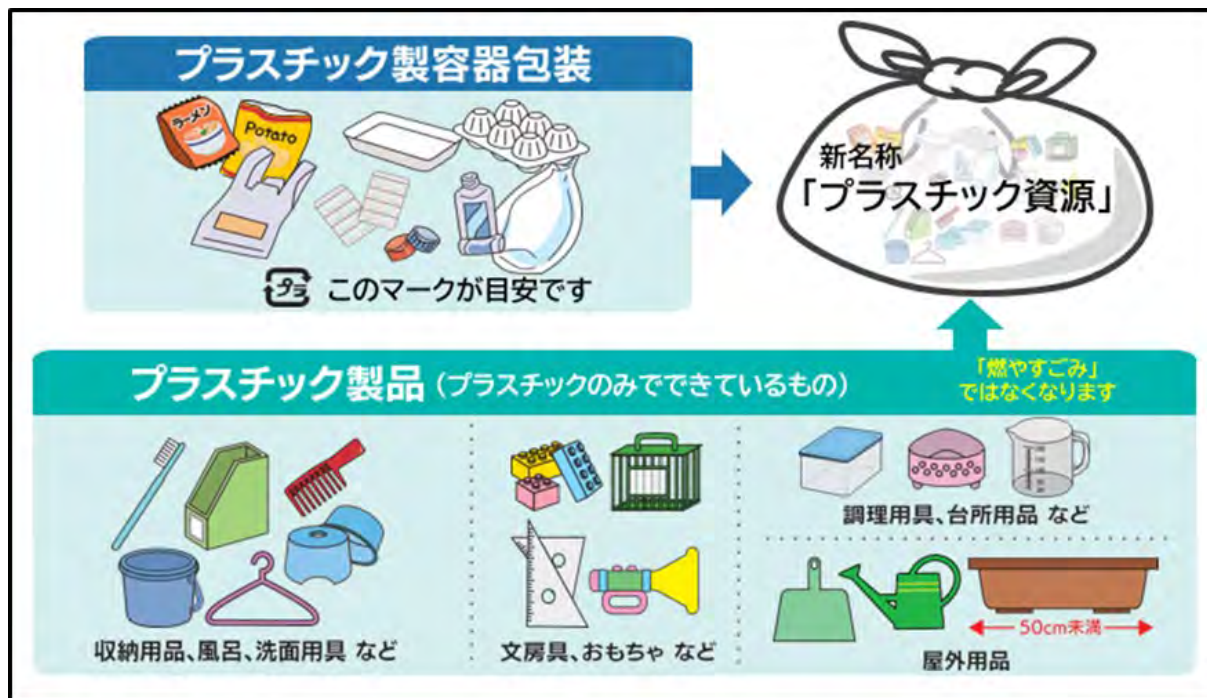 プラスチック製容器包装
ラーメン
Potato
プラ このマークが目安です
新名称
「プラスチック資源」
プラスチック製品（プラスチックのみでできているもの）
「燃やすごみ」
ではなくなります
収納用品、風呂、洗面用具 など
文房具、おもちゃ など
調理用具、台所用品 など
50cm未満
屋外用品